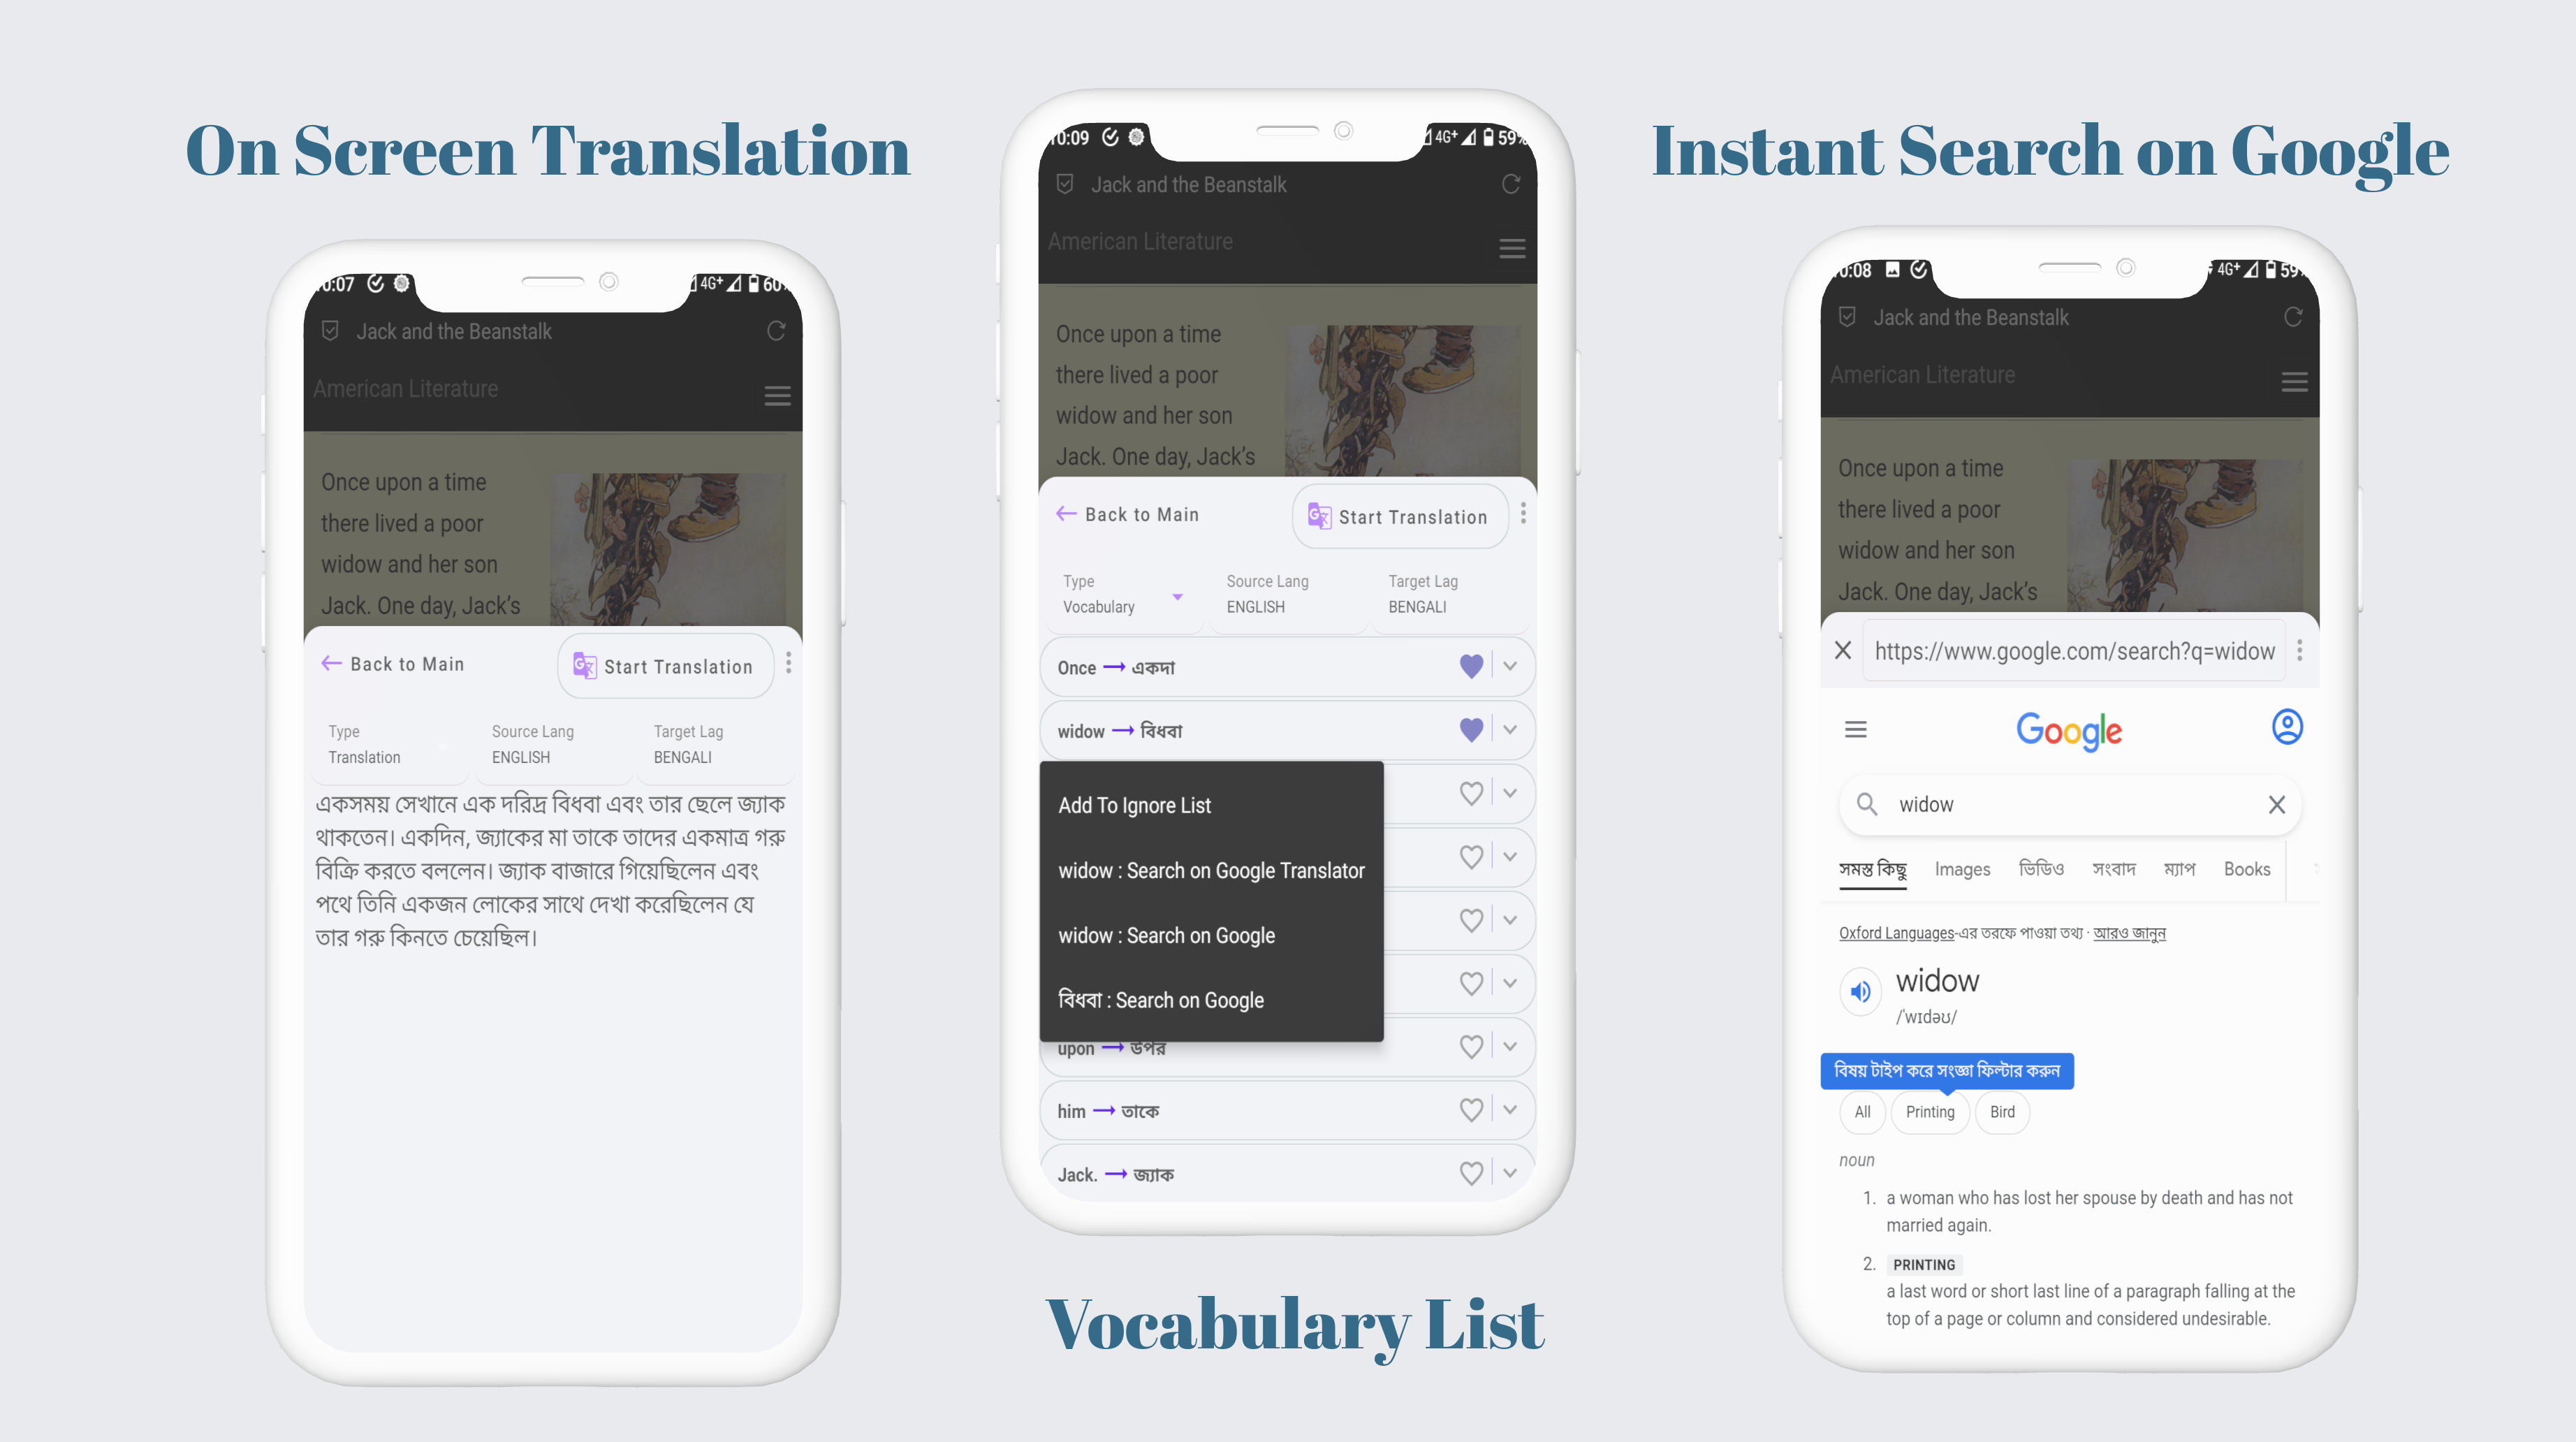 On Screen Translation
0:07
4G+
60
Jack and the Beanstalk
American Literature
Once upon a time
there lived a poor
widow and her son
Jack. One day, Jack’s
Back to Main
Start Translation
Type
Translation
Source Lang
ENGLISH
Target Lag
BENGALI
একসময় সেখানে এক দরিদ্র বিধবা এবং তার ছেলে জ্যাক
থাকতেন। একদিন, জ্যাকের মা তাকে তাদের একমাত্র গরু
বিক্রি করতে বললেন। জ্যাক বাজারে গিয়েছিলেন এবং
পথে তিনি একজন লোকের সাথে দেখা করেছিলেন যে
তার গরু কিনতে চেয়েছিল।
10:09
4G+
59%
Jack and the Beanstalk
American Literature
Once upon a time
there lived a poor
widow and her son
Jack. One day, Jack’s
Back to Main
Start Translation
Type
Vocabulary
Source Lang
ENGLISH
Target Lag
BENGALI
Once → একদা
widow → বিধবা
Add To Ignore List
widow : Search on Google Translator
widow : Search on Google
বিধবা : Search on Google
upon → উপর
him → তাকে
Jack. → জ্যাক
Vocabulary List
Instant Search on Google
0:08
4G+
59
Jack and the Beanstalk
American Literature
Once upon a time
there lived a poor
widow and her son
Jack. One day, Jack’s
https://www.google.com/search?q=widow
Google
widow
সমস্ত কিছু Images ভিডিও সংবাদ ম্যাপ Books
Oxford Languages-এর তরফে পাওয়া তথ্য · আরও জানুন
widow
/ˈwɪdəʊ/
বিষয় টাইপ করে সংজ্ঞা ফিল্টার করুন
All Printing Bird
noun
1. a woman who has lost her spouse by death and has not
married again.
2. PRINTING
a last word or short last line of a paragraph falling at the
top of a page or column and considered undesirable.